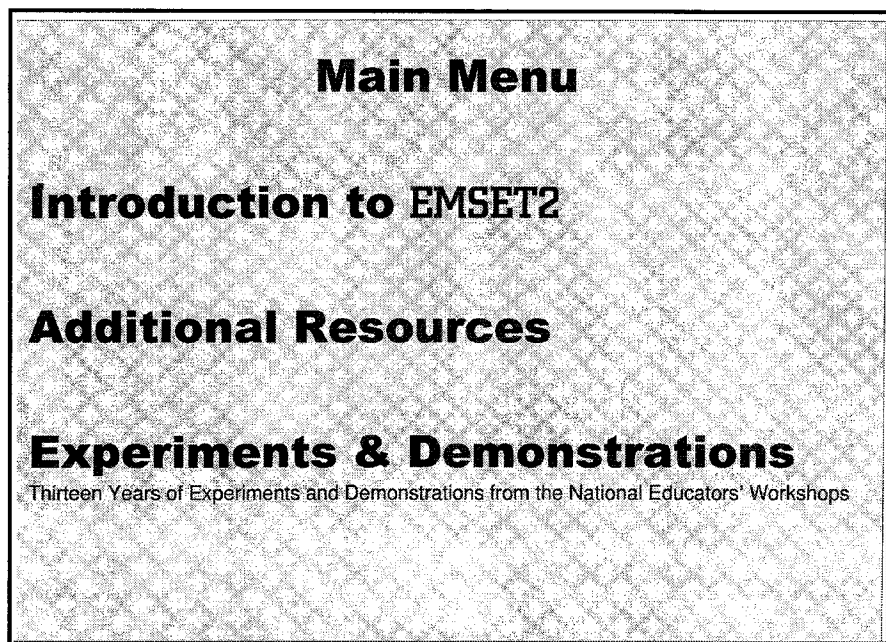 Main Menu
Introduction to EMSET2
Additional Resources
Experiments & Demonstrations
Thirteen Years of Experiments and Demonstrations from the National Educators' Workshops